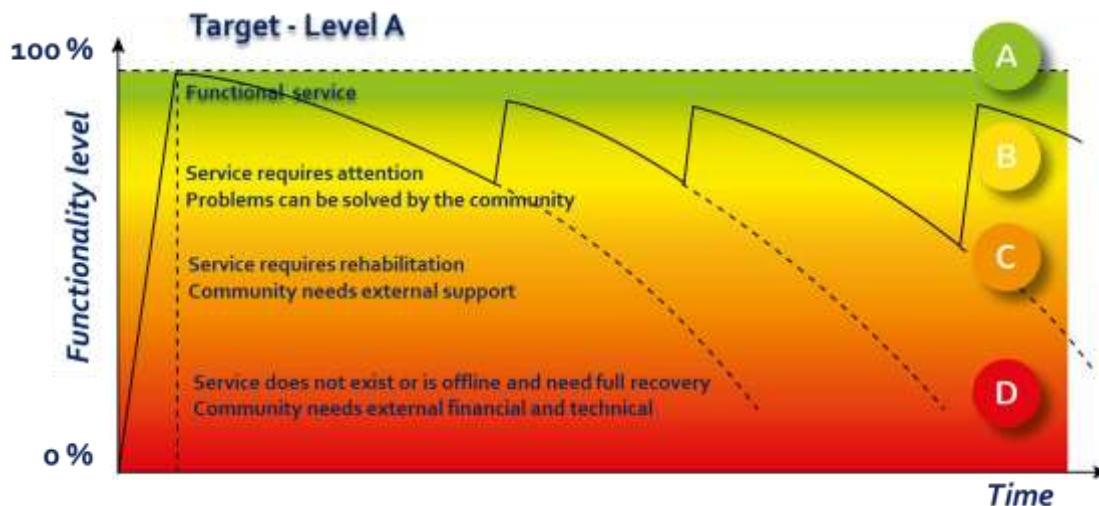 Target - Level A
100 %
A
Functional service
B
Service requires attention
Problems can be solved by the community
Functionality level
C
Service requires rehabilitation
Community needs external support
D
Service does not exist or is offline and need full recovery
Community needs external financial and technical
0 %
Time